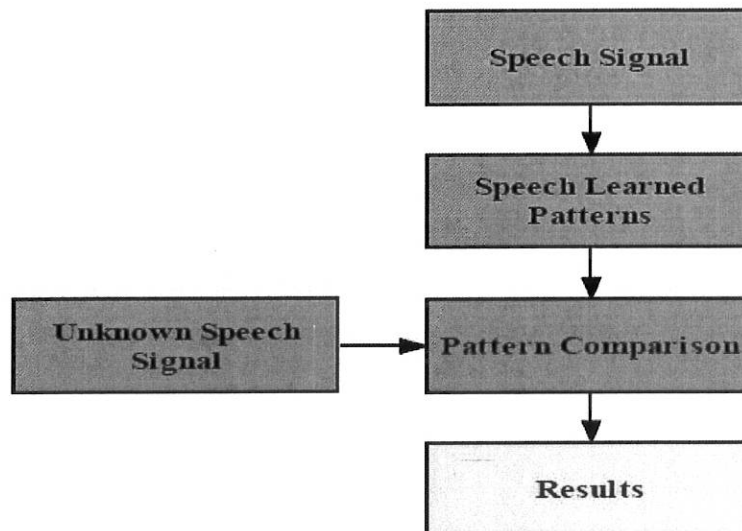 Speech Signal
Speech Learned
Patterns
Unknown Speech
Signal
Pattern Comparison
Results